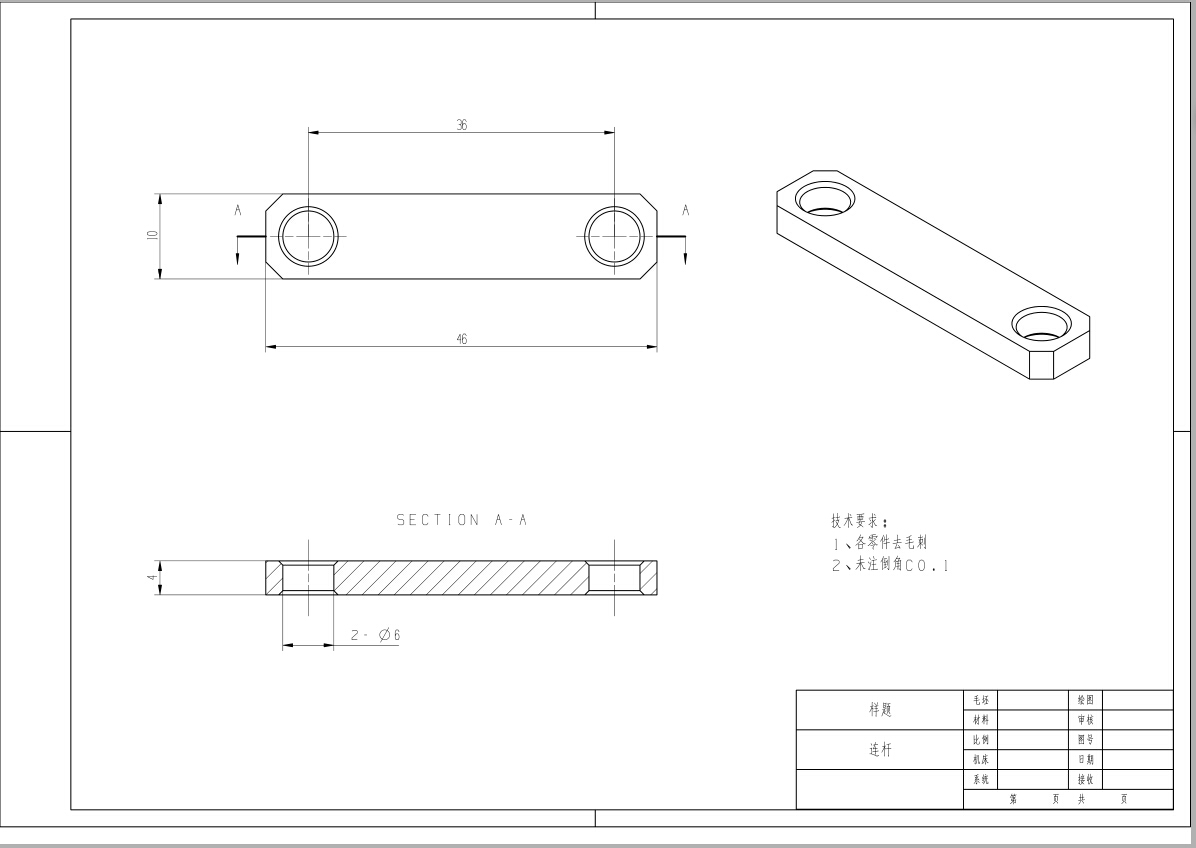 36
A
A
10
46
SECTION A-A
4
2- ∅6
技术要求:
1、各零件去毛刺
2、未注倒角C0.1
样题
连杆
毛坯
绘图
材料
审核
比例
图号
机床
日期
系统
接收
第 页 共 页